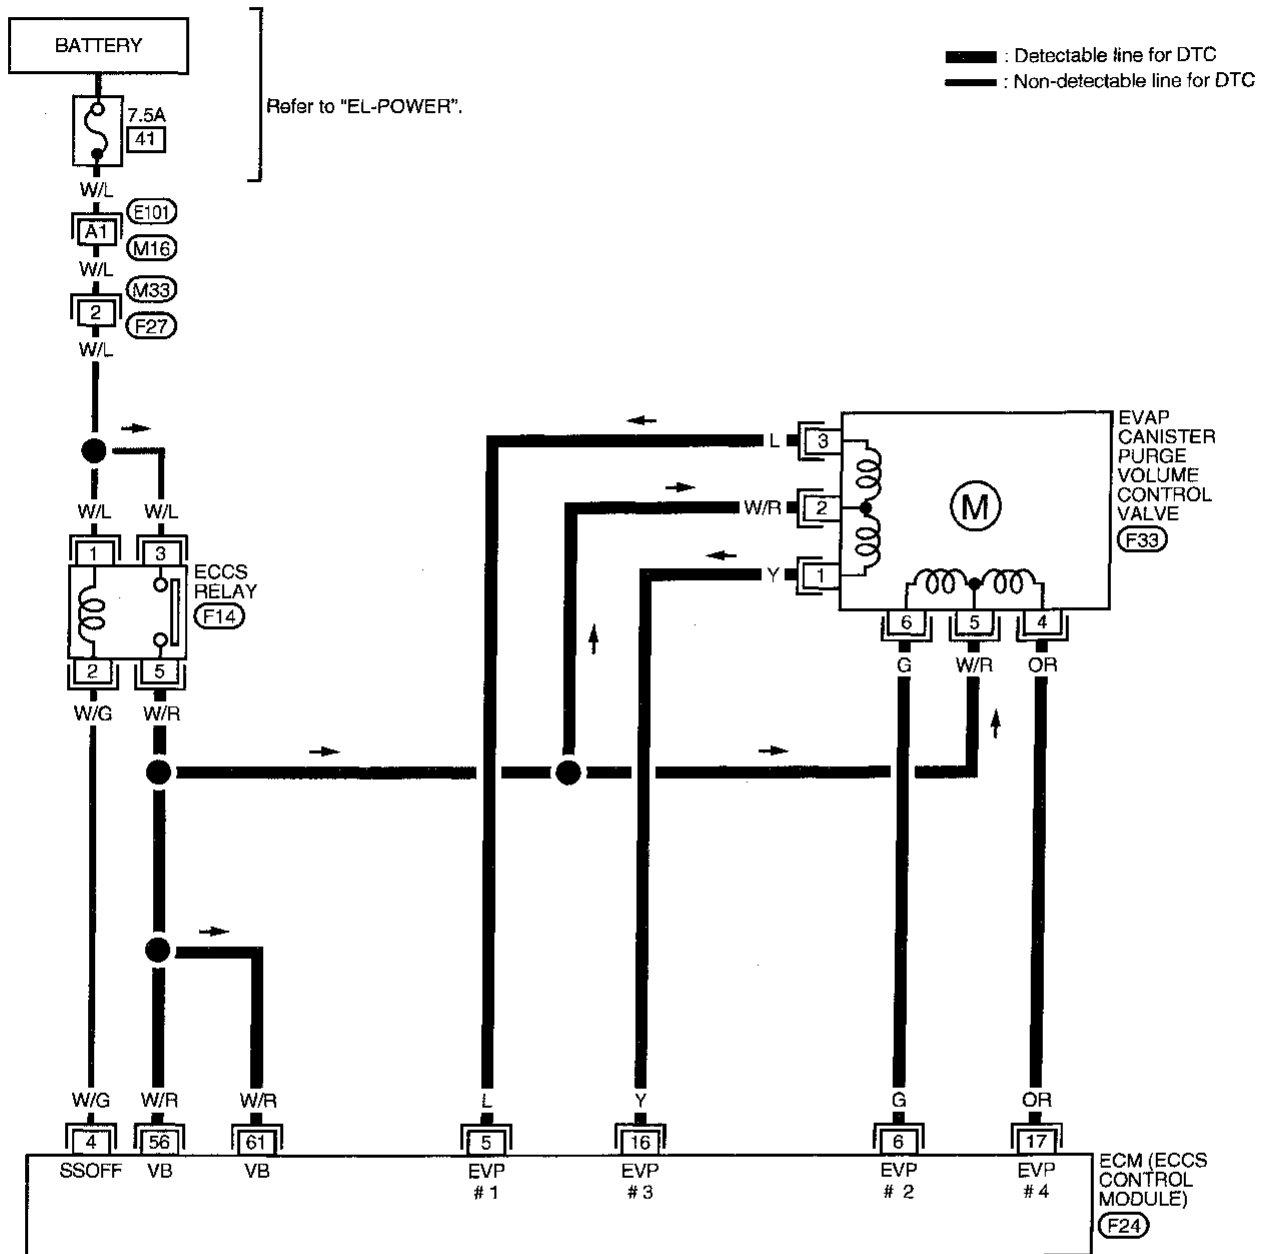 BATTERY
7.5A
41
Refer to "EL-POWER".
: Detectable line for DTC
: Non-detectable line for DTC
W/L
E101
A1
M16
W/L
M33
2
F27
W/L
W/L W/L
1 3
ECCS
RELAY
F14
2 5
W/G W/R
L 3
W/R 2
Y 1
M
EVAP
CANISTER
PURGE
VOLUME
CONTROL
VALVE
F33
6 5 4
G W/R OR
W/G W/R W/R L Y G OR
4 56 61 5 16 6 17
SSOFF VB VB EVP EVP EVP EVP
# 1 # 3 # 2 # 4
ECM (ECCS
CONTROL
MODULE)
F24